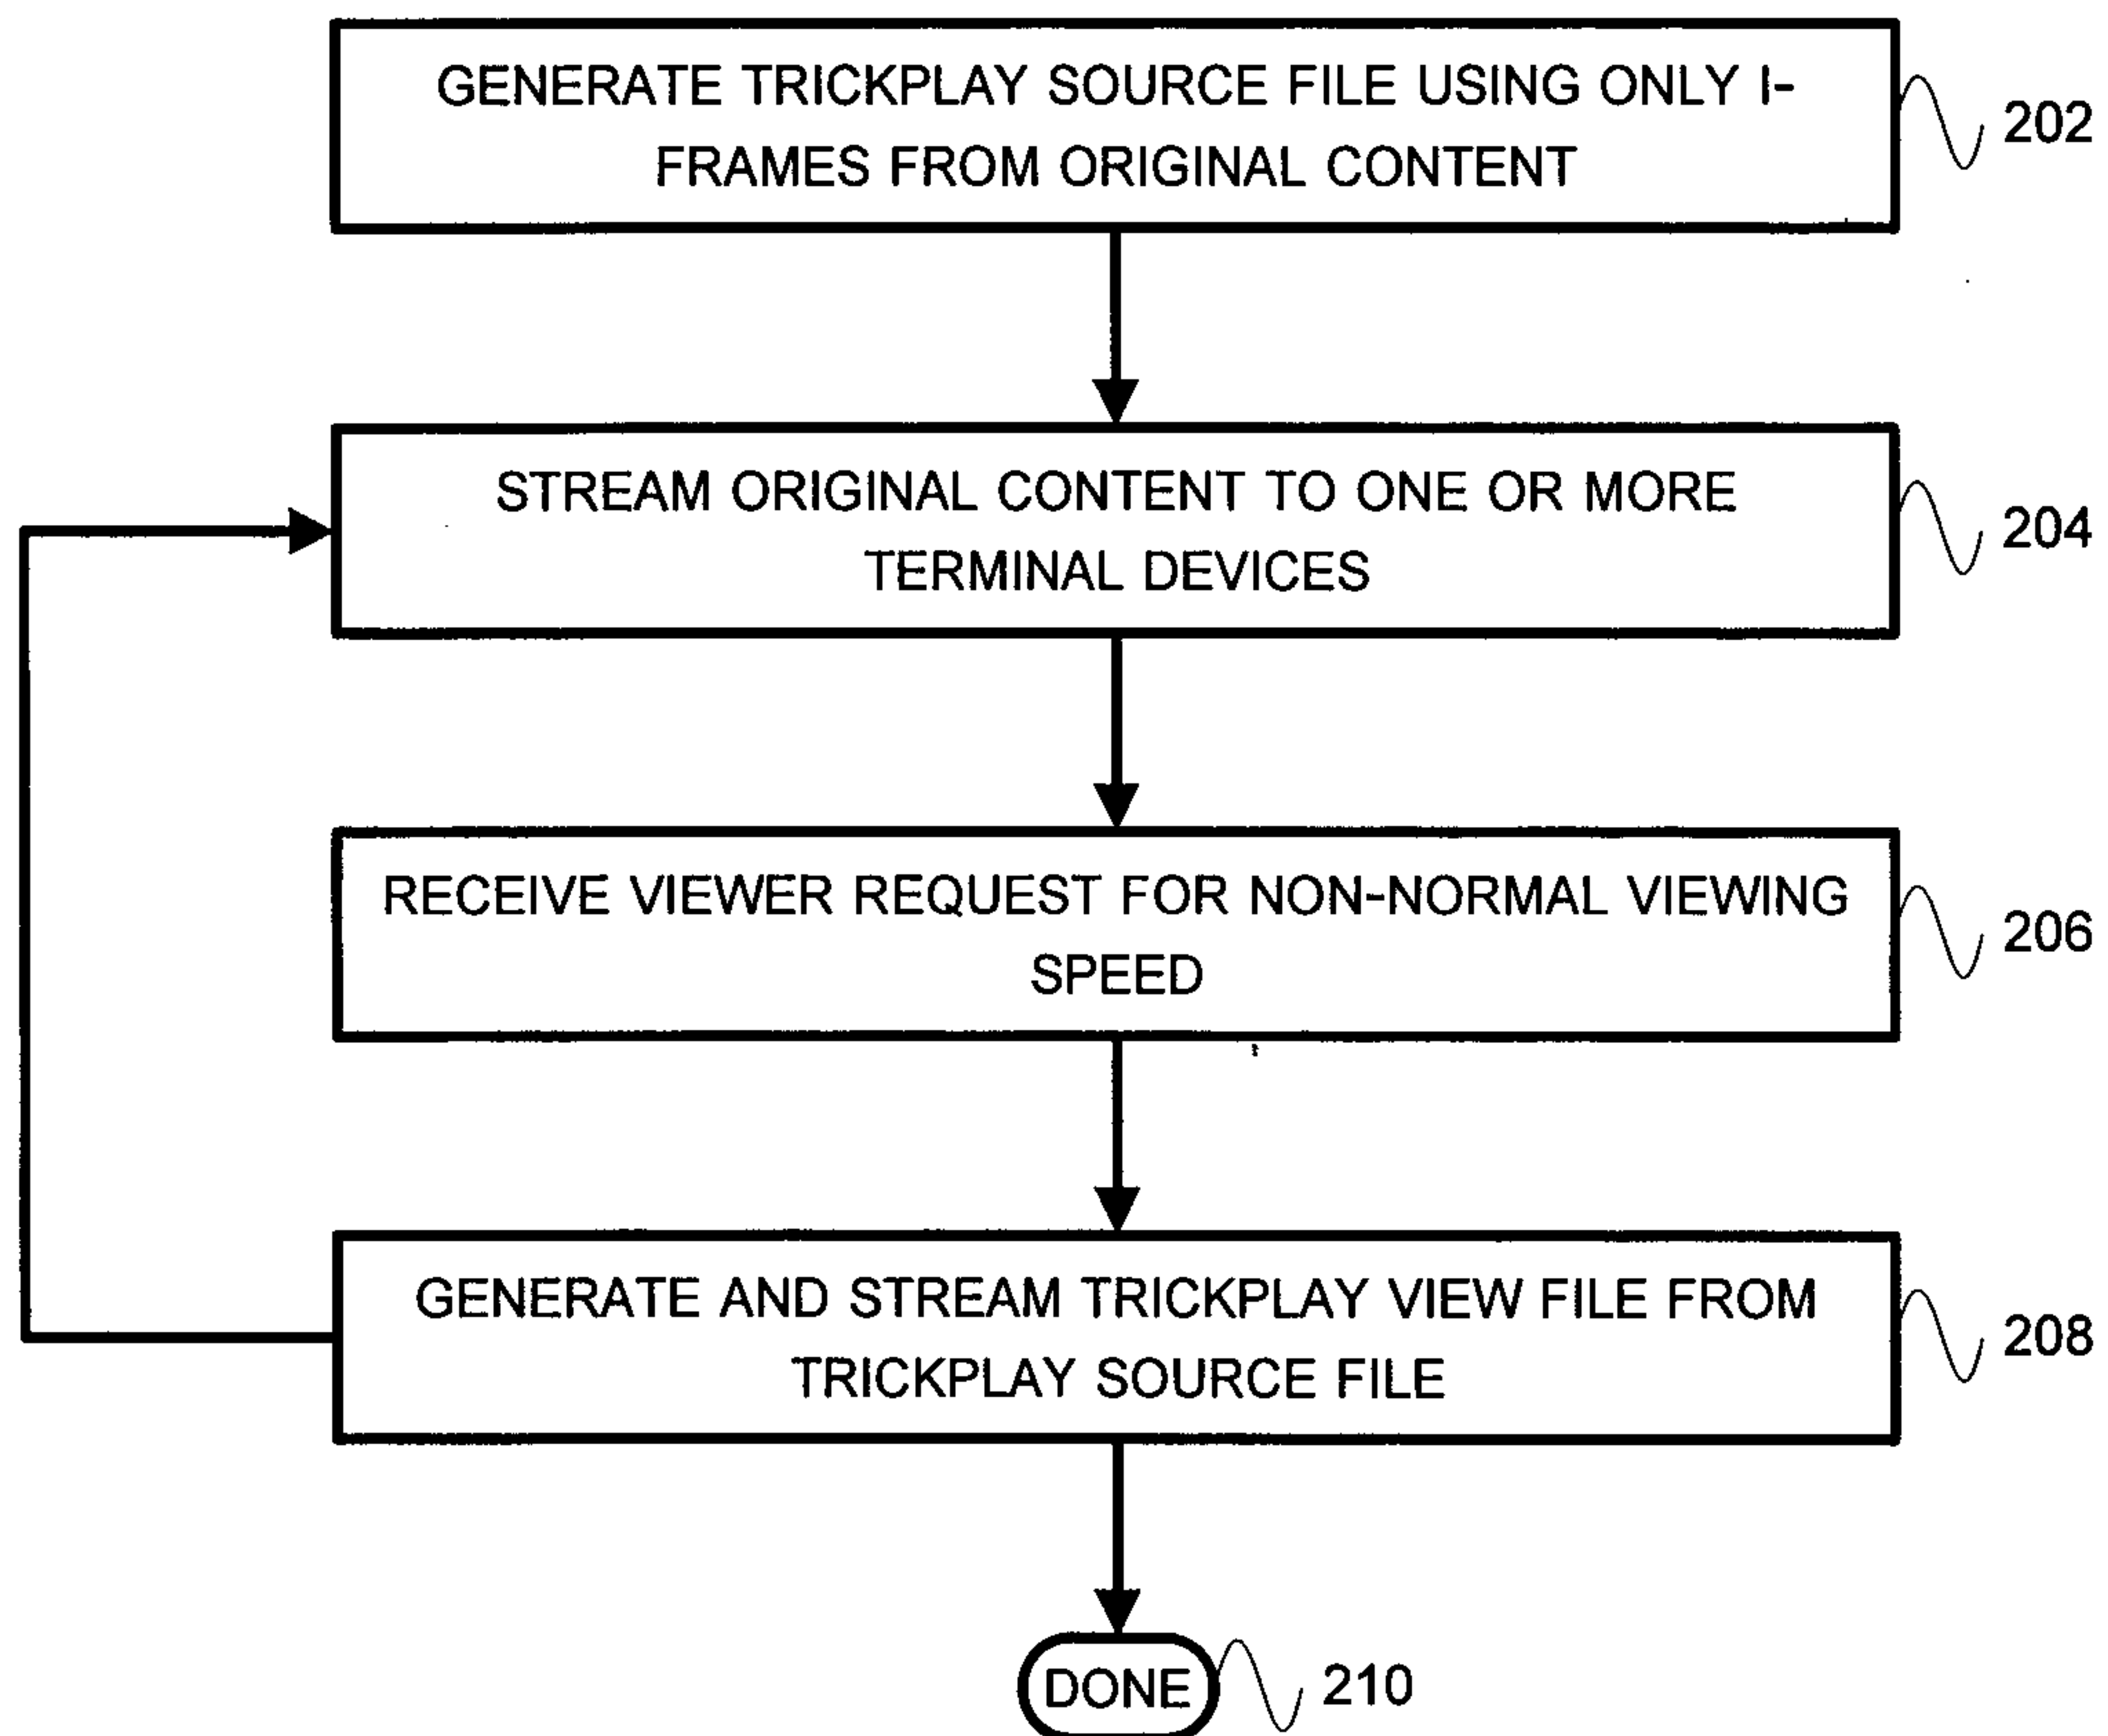 GENERATE TRICKPLAY SOURCE FILE USING ONLY I-
FRAMES FROM ORIGINAL CONTENT
202
STREAM ORIGINAL CONTENT TO ONE OR MORE
TERMINAL DEVICES
204
RECEIVE VIEWER REQUEST FOR NON-NORMAL VIEWING
SPEED
206
GENERATE AND STREAM TRICKPLAY VIEW FILE FROM
TRICKPLAY SOURCE FILE
208
DONE
210